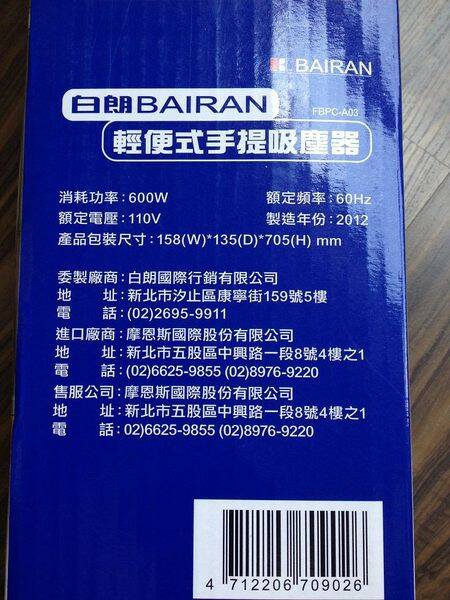 BAIRAN
白朗BAIRAN
FBPC-A03
輕便式手提吸塵器
消耗功率：600W 額定頻率：60Hz
額定電壓：110V 製造年份：2012
產品包裝尺寸：158(W)*135(D)*705(H) mm
委製廠商：白朗國際行銷有限公司
地　　址：新北市汐止區康寧街159號5樓
電　　話：(02)2695-9911
進口廠商：摩恩斯國際股份有限公司
地　　址：新北市五股區中興路一段8號4樓之1
電　　話：(02)6625-9855 (02)8976-9220
售服公司：摩恩斯國際股份有限公司
地　　址：新北市五股區中興路一段8號4樓之1
電　　話：02)6625-9855 (02)8976-9220
4 712206 709026